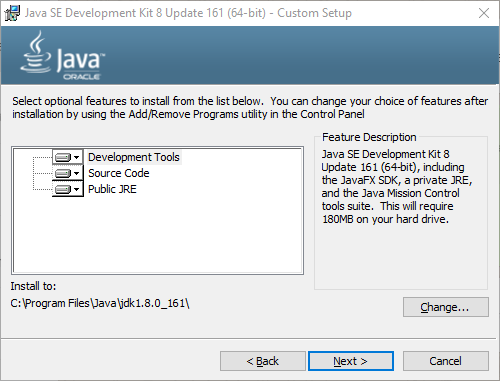 Java SE Development Kit 8 Update 161 (64-bit) - Custom Setup
Java™
ORACLE
Select optional features to install from the list below.  You can change your choice of features after
installation by using the Add/Remove Programs utility in the Control Panel
Development Tools
Source Code
Public JRE
Feature Description
Java SE Development Kit 8
Update 161 (64-bit), including
the JavaFX SDK, a private JRE,
and the Java Mission Control
tools suite.  This will require
180MB on your hard drive.
Install to:
C:\Program Files\Java\jdk1.8.0_161\
Change...
< Back
Next >
Cancel